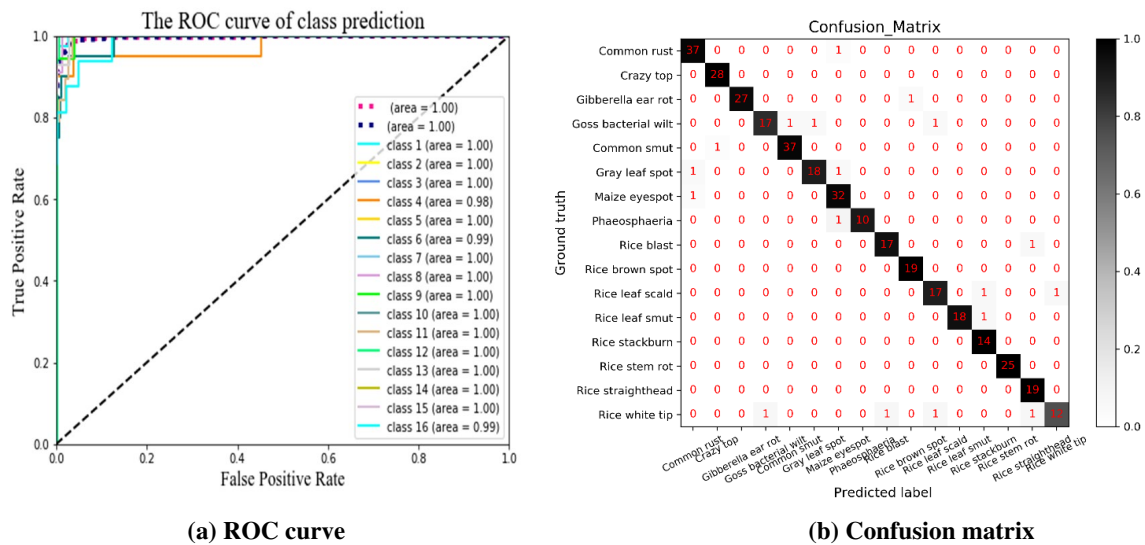 The ROC curve of class prediction
True Positive Rate
1.0
0.8
0.6
0.4
0.2
0.0
(area = 1.00)
(area = 1.00)
class 1 (area = 1.00)
class 2 (area = 1.00)
class 3 (area = 1.00)
class 4 (area = 0.98)
class 5 (area = 1.00)
class 6 (area = 0.99)
class 7 (area = 1.00)
class 8 (area = 1.00)
class 9 (area = 1.00)
class 10 (area = 1.00)
class 11 (area = 1.00)
class 12 (area = 1.00)
class 13 (area = 1.00)
class 14 (area = 1.00)
class 15 (area = 1.00)
class 16 (area = 0.99)
0.0 0.2 0.4 0.6 0.8 1.0
False Positive Rate
(a) ROC curve
Confusion_Matrix
Ground truth
Common rust 37 0 0 0 0 0 1 0 0 0 0 0 0 0 0 0
Crazy top 0 28 0 0 0 0 0 0 0 0 0 0 0 0 0 0
Gibberella ear rot 0 0 27 0 0 0 0 0 0 1 0 0 0 0 0 0
Goss bacterial wilt 0 0 0 17 1 1 0 0 0 0 1 0 0 0 0 0
Common smut 0 1 0 0 37 0 0 0 0 0 0 0 0 0 0 0
Gray leaf spot 1 0 0 0 0 18 1 0 0 0 0 0 0 0 0 0
Maize eyespot 1 0 0 0 0 0 32 0 0 0 0 0 0 0 0 0
Phaeosphaeria 0 0 0 0 0 0 1 10 0 0 0 0 0 0 0 0
Rice blast 0 0 0 0 0 0 0 0 17 0 0 0 0 0 1 0
Rice brown spot 0 0 0 0 0 0 0 0 0 19 0 0 0 0 0 0
Rice leaf scald 0 0 0 0 0 0 0 0 0 0 17 0 1 0 0 1
Rice leaf smut 0 0 0 0 0 0 0 0 0 0 0 18 1 0 0 0
Rice stackburn 0 0 0 0 0 0 0 0 0 0 0 0 14 0 0 0
Rice stem rot 0 0 0 0 0 0 0 0 0 0 0 0 0 25 0 0
Rice straighthead 0 0 0 0 0 0 0 0 0 0 0 0 0 0 19 0
Rice white tip 0 0 0 1 0 0 0 0 1 0 1 0 0 0 1 12
Common rust
Crazy top
Gibberella ear rot
Goss bacterial wilt
Common smut
Gray leaf spot
Maize eyespot
Phaeosphaeria
Rice blast
Rice brown spot
Rice leaf scald
Rice leaf smut
Rice stackburn
Rice stem rot
Rice straighthead
Rice white tip
Predicted label
1.0
0.8
0.6
0.4
0.2
0.0
(b) Confusion matrix